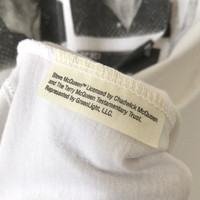 Steve McQueen™ Licensed by Chadwick McQueen
and The Terry McQueen Testamentary Trust.
Represented by GreenLight, LLC.